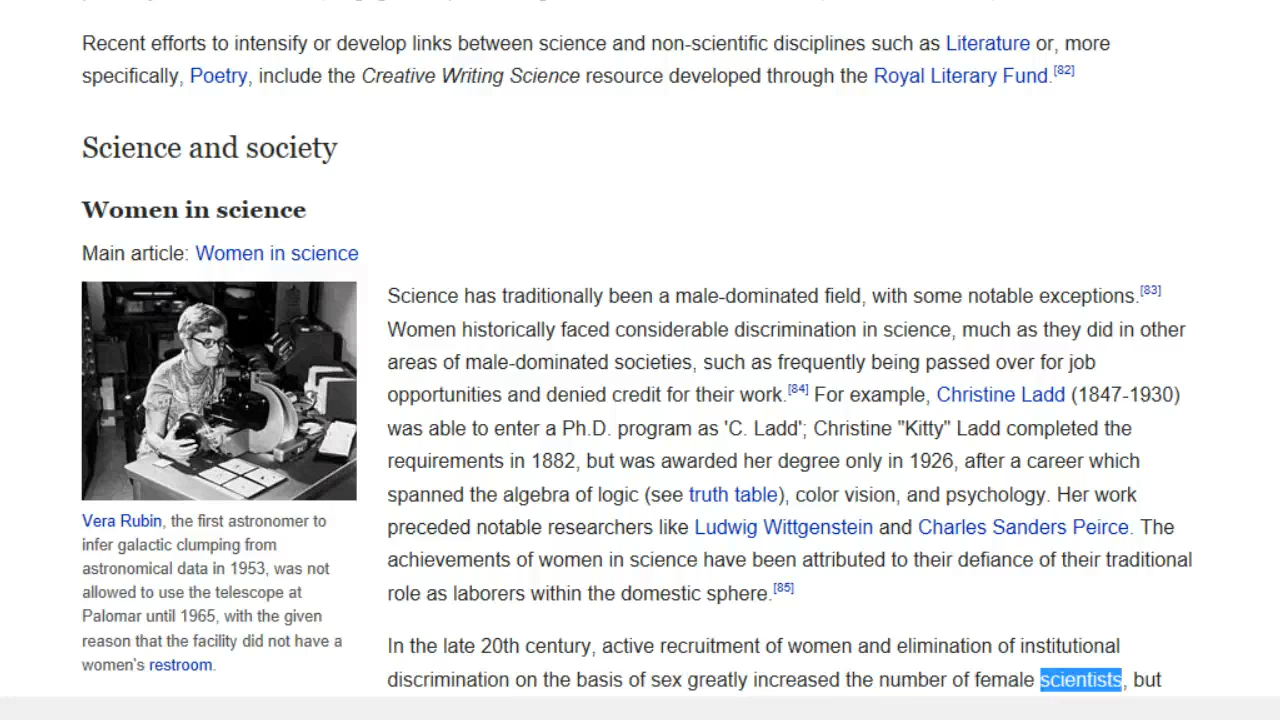 Recent efforts to intensify or develop links between science and non-scientific disciplines such as Literature or, more
specifically, Poetry, include the Creative Writing Science resource developed through the Royal Literary Fund.[82]
Science and society
Women in science
Main article: Women in science
Science has traditionally been a male-dominated field, with some notable exceptions.[83]
Women historically faced considerable discrimination in science, much as they did in other
areas of male-dominated societies, such as frequently being passed over for job
opportunities and denied credit for their work.[84] For example, Christine Ladd (1847-1930)
was able to enter a Ph.D. program as 'C. Ladd'; Christine "Kitty" Ladd completed the
requirements in 1882, but was awarded her degree only in 1926, after a career which
spanned the algebra of logic (see truth table), color vision, and psychology. Her work
preceded notable researchers like Ludwig Wittgenstein and Charles Sanders Peirce. The
achievements of women in science have been attributed to their defiance of their traditional
role as laborers within the domestic sphere.[85]
In the late 20th century, active recruitment of women and elimination of institutional
discrimination on the basis of sex greatly increased the number of female scientists, but
Vera Rubin, the first astronomer to
infer galactic clumping from
astronomical data in 1953, was not
allowed to use the telescope at
Palomar until 1965, with the given
reason that the facility did not have a
women's restroom.